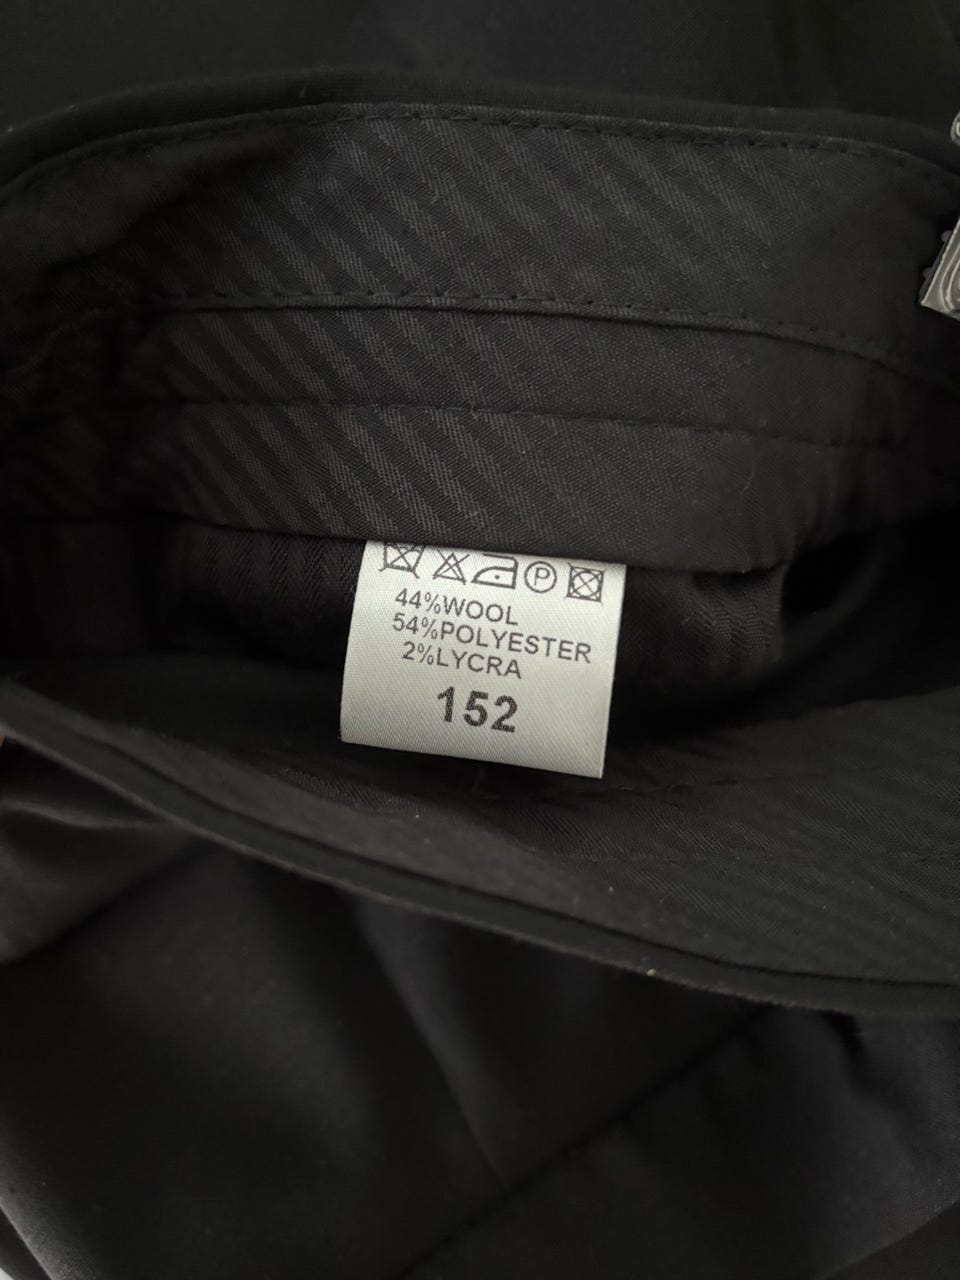 P
44%WOOL
54%POLYESTER
2%LYCRA
152